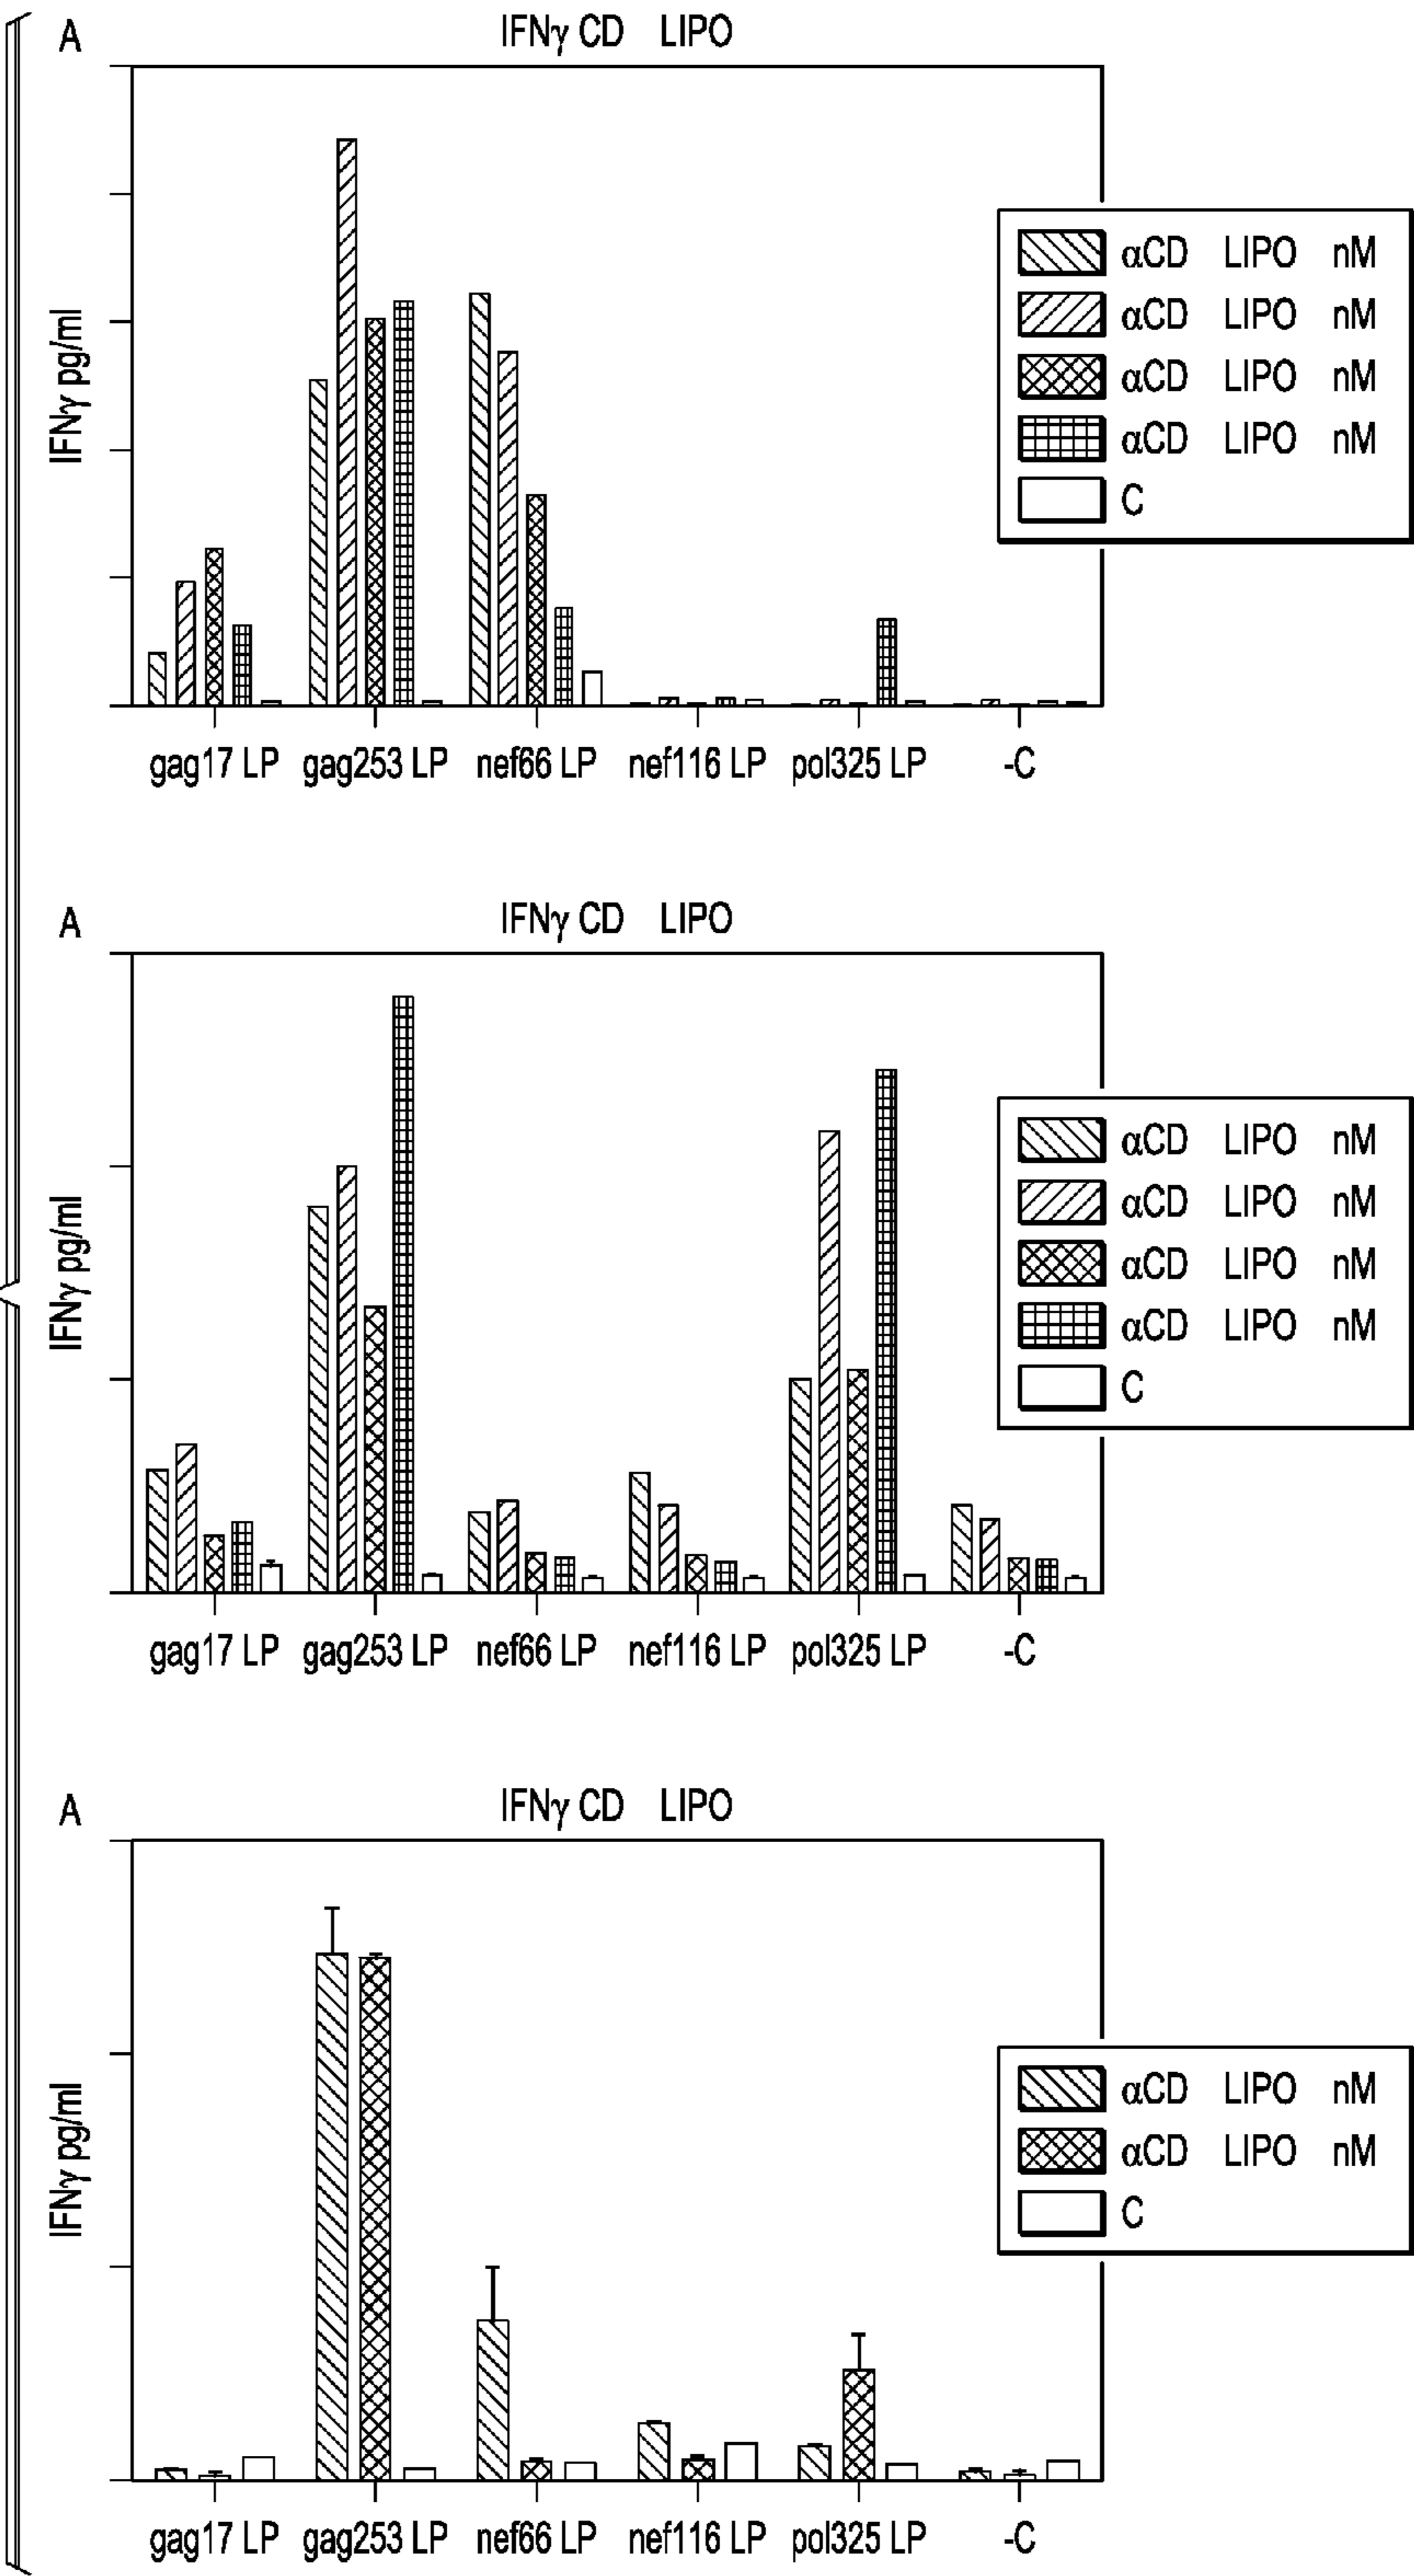 A IFNγ CD LIPO
IFNγ pg/ml
αCD LIPO nM
αCD LIPO nM
αCD LIPO nM
αCD LIPO nM
C
gag17 LP gag253 LP nef66 LP nef116 LP pol325 LP -C
A IFNγ CD LIPO
IFNγ pg/ml
αCD LIPO nM
αCD LIPO nM
αCD LIPO nM
αCD LIPO nM
C
gag17 LP gag253 LP nef66 LP nef116 LP pol325 LP -C
A IFNγ CD LIPO
IFNγ pg/ml
αCD LIPO nM
αCD LIPO nM
C
gag17 LP gag253 LP nef66 LP nef116 LP pol325 LP -C